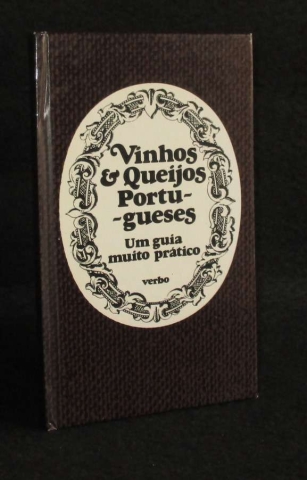 Vinhos
& Queijos
Portu-
-gueses
Um guia
muito prático
verbo